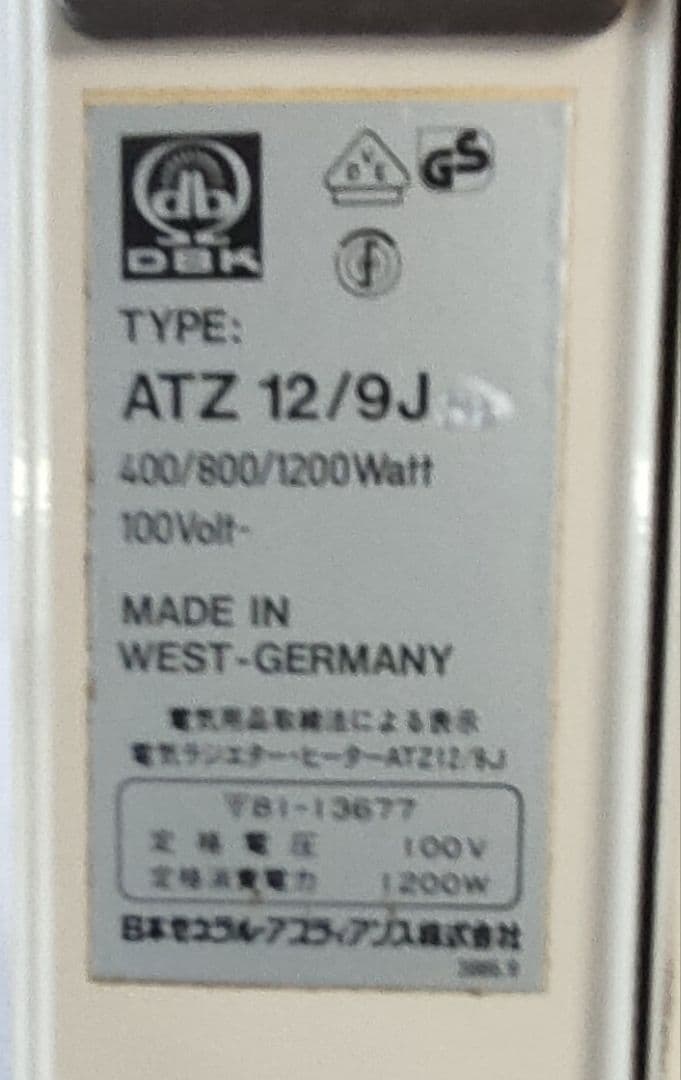 db
DBK
VDE
GS
TYPE:
ATZ 12/9J
400/800/1200Watt
100Volt~
MADE IN
WEST-GERMANY
電気用品取締法による表示
電気ラジエター・ヒーターATZ12/9J
〒81-13677
定格電圧 100V
定格消費電力 1200W
日本ゼネラル・アプライアンス株式会社